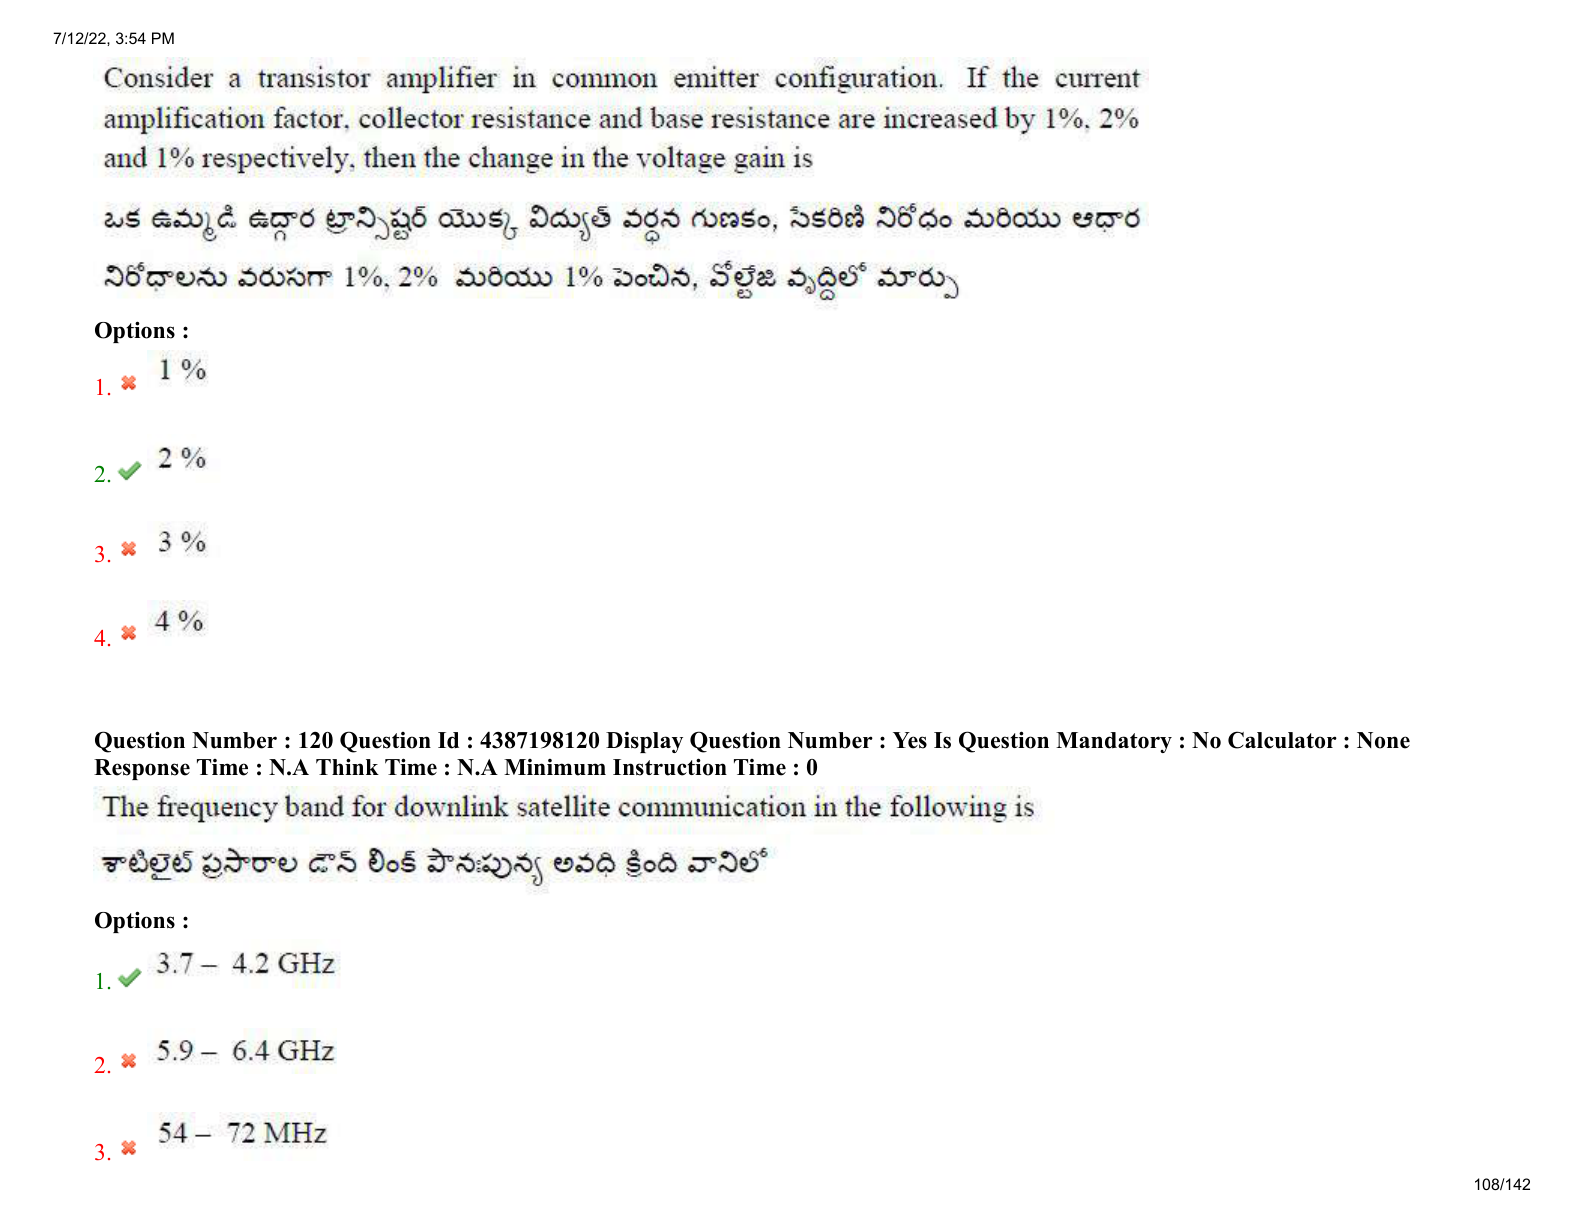 7/12/22, 3:54 PM
Consider a transistor amplifier in common emitter configuration. If the current
amplification factor, collector resistance and base resistance are increased by 1%, 2%
and 1% respectively, then the change in the voltage gain is
ఒక ఉమ్మడి ఉద్గార ట్రాన్సిష్టర్ యొక్క విద్యుత్ వర్ధన గుణకం, సేకరిణి నిరోధం మరియు ఆధార
నిరోధాలను వరుసగా 1%, 2% మరియు 1% పెంచిన, వోల్టేజి వృద్దిలో మార్పు
Options :
1. 1 %
2. 2 %
3. 3 %
4. 4 %
Question Number : 120 Question Id : 4387198120 Display Question Number : Yes Is Question Mandatory : No Calculator : None
Response Time : N.A Think Time : N.A Minimum Instruction Time : 0
The frequency band for downlink satellite communication in the following is
శాటిలైట్ ప్రసారాల డౌన్ లింక్ పౌనఃపున్య అవధి క్రింది వానిలో
Options :
1. 3.7 – 4.2 GHz
2. 5.9 – 6.4 GHz
3. 54 – 72 MHz
108/142